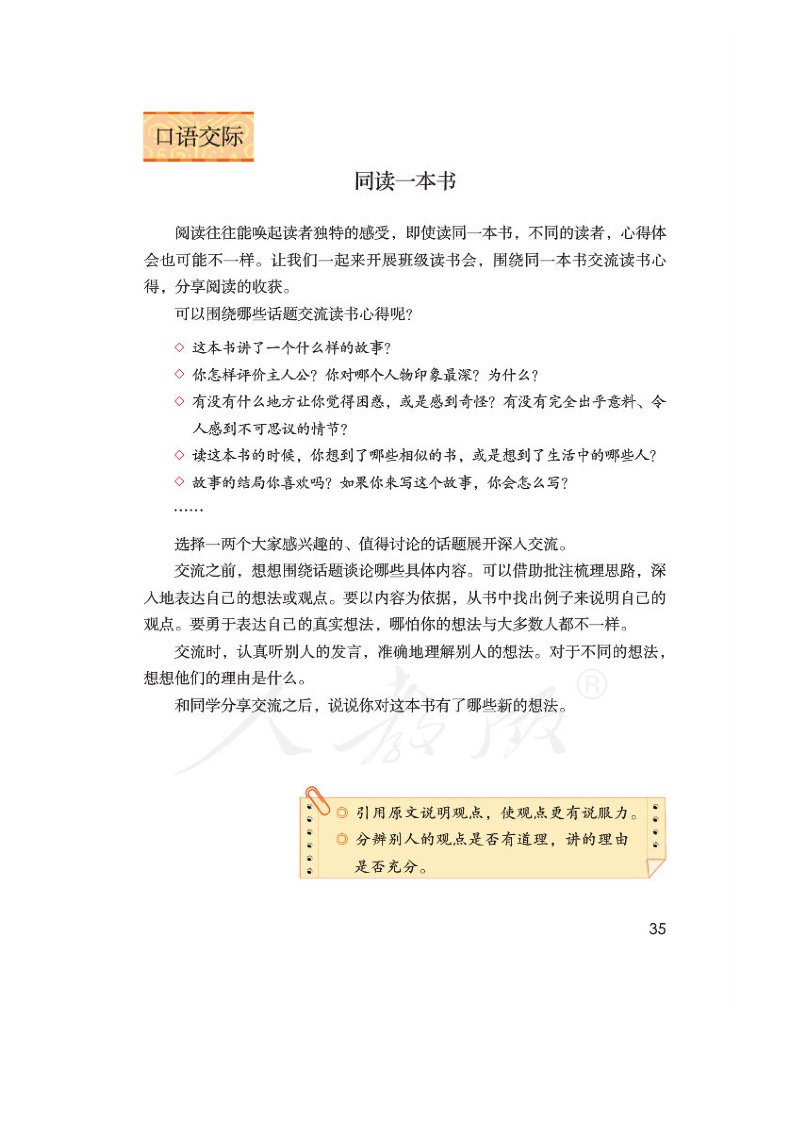 口语交际
同读一本书
阅读往往能唤起读者独特的感受，即使读同一本书，不同的读者，心得体
会也可能不一样。让我们一起来开展班级读书会，围绕同一本书交流读书心
得，分享阅读的收获。
可以围绕哪些话题交流读书心得呢？
◇ 这本书讲了一个什么样的故事？
◇ 你怎样评价主人公？你对哪个人物印象最深？为什么？
◇ 有没有什么地方让你觉得困惑，或是感到奇怪？有没有完全出乎意料、令
人感到不可思议的情节？
◇ 读这本书的时候，你想到了哪些相似的书，或是想到了生活中的哪些人？
◇ 故事的结局你喜欢吗？如果你来写这个故事，你会怎么写？
……
选择一两个大家感兴趣的、值得讨论的话题展开深入交流。
交流之前，想想围绕话题谈论哪些具体内容。可以借助批注梳理思路，深
入地表达自己的想法或观点。要以内容为依据，从书中找出例子来说明自己的
观点。要勇于表达自己的真实想法，哪怕你的想法与大多数人都不一样。
交流时，认真听别人的发言，准确地理解别人的想法。对于不同的想法，
想想他们的理由是什么。
和同学分享交流之后，说说你对这本书有了哪些新的想法。
人教版®
◎ 引用原文说明观点，使观点更有说服力。
◎ 分辨别人的观点是否有道理，讲的理由
是否充分。
35